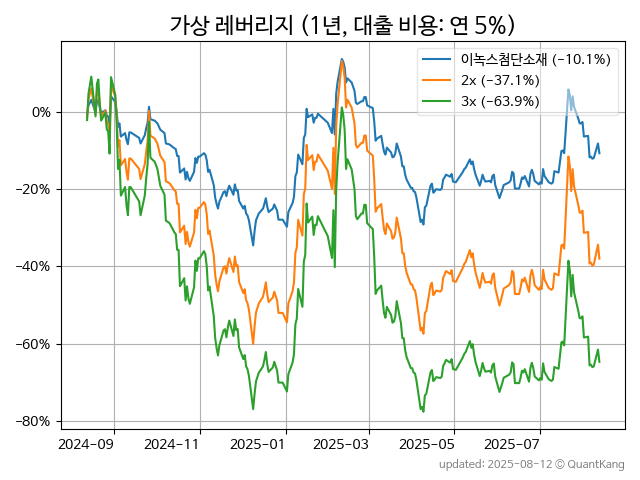 가상 레버리지 (1년, 대출 비용: 연 5%)
이녹스첨단소재 (−10.1%)
2x (−37.1%)
3x (−63.9%)
0%
−20%
−40%
−60%
−80%
2024−09 2024−11 2025−01 2025−03 2025−05 2025−07
updated: 2025-08-12 © QuantKang